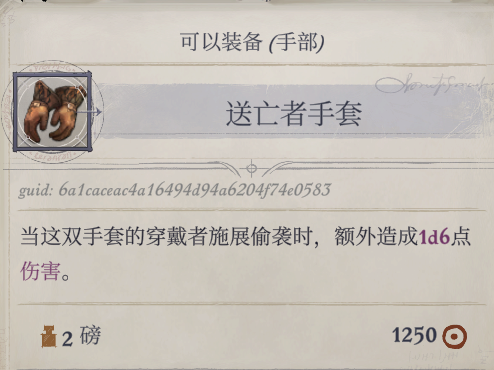 可以装备 (手部)
送亡者手套
guid: 6a1caceac4a16494d94a6204f74e0583
当这双手套的穿戴者施展偷袭时，额外造成1d6点
伤害。
2 磅
1250